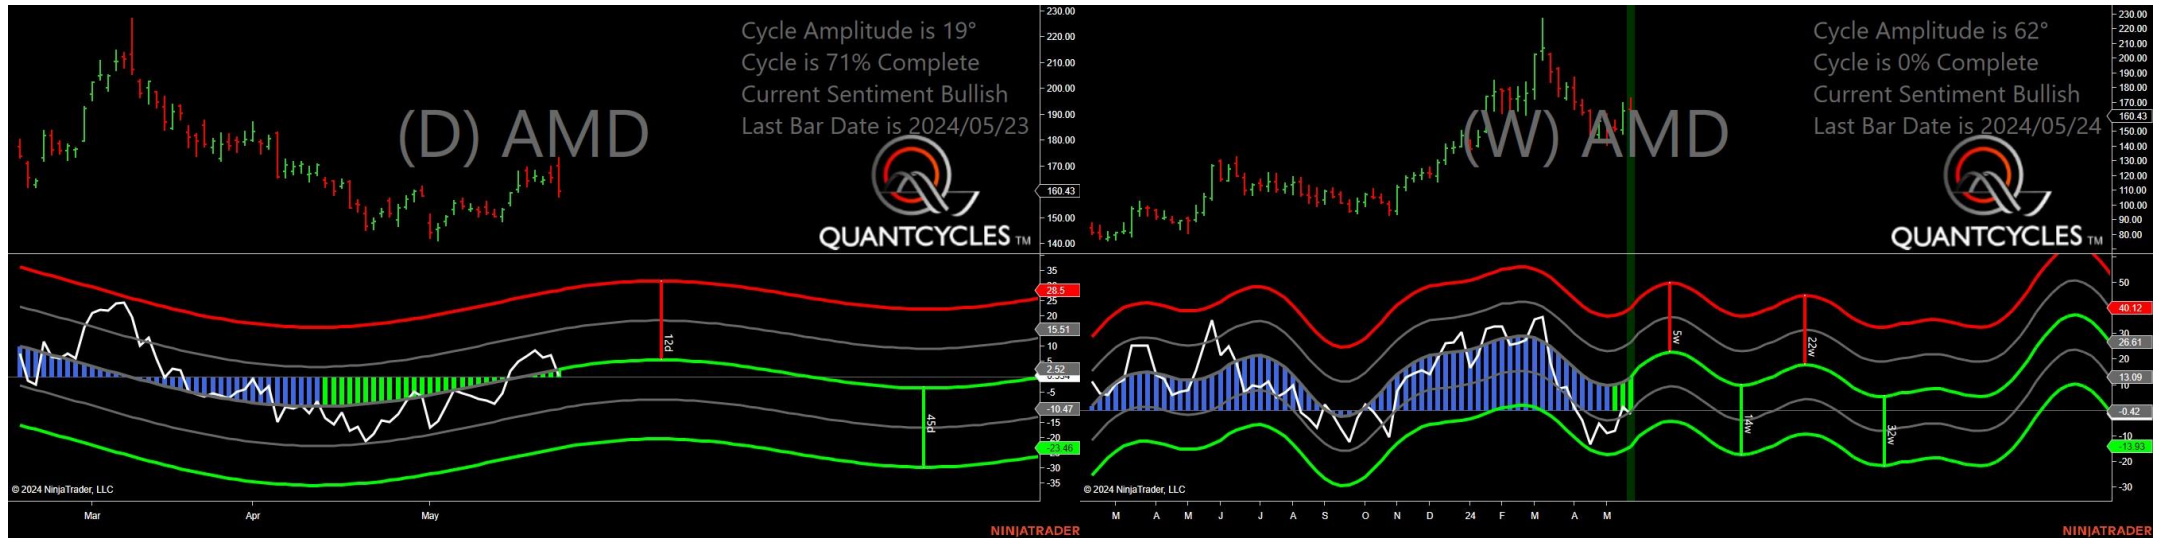 Cycle Amplitude is 19°
Cycle is 71% Complete
Current Sentiment Bullish
Last Bar Date is 2024/05/23
(D) AMD
QUANTCYCLES TM
230.00
220.00
210.00
200.00
190.00
180.00
170.00
160.43
150.00
140.00
35
28.5
25
20
15.51
10
5
2.52
-5
-10.47
-15
-20
-23.46
-30
-35
12d
45d
© 2024 NinjaTrader, LLC
Mar
Apr
May
NINJATRADER
Cycle Amplitude is 62°
Cycle is 0% Complete
Current Sentiment Bullish
Last Bar Date is 2024/05/24
(W) AMD
QUANTCYCLES TM
230.00
220.00
210.00
200.00
190.00
180.00
170.00
160.43
150.00
140.00
130.00
120.00
110.00
100.00
90.00
80.00
50
40.12
30
26.61
20
13.09
10
-0.42
-10
-13.93
-20
-30
5w
14w
22w
32w
© 2024 NinjaTrader, LLC
M A M J J A S O N D 24 F M A M
NINJATRADER